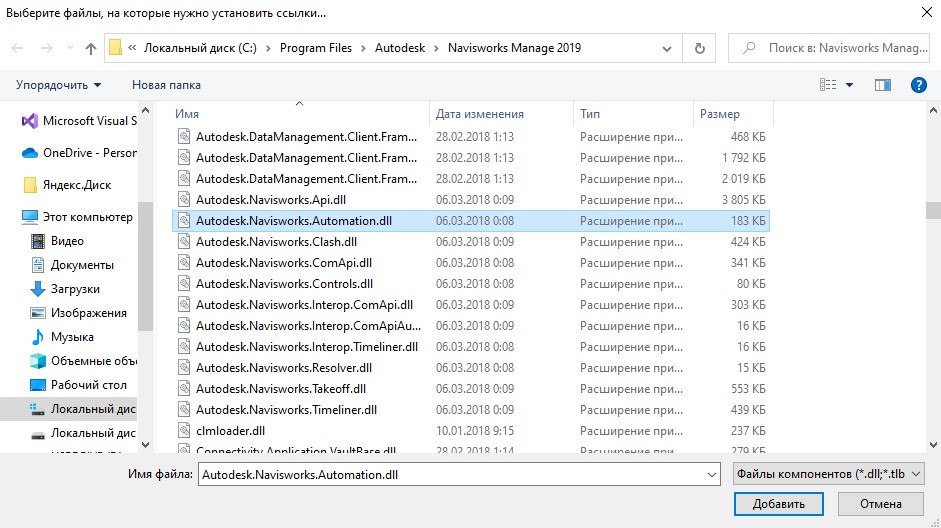 Выберите файлы, на которые нужно установить ссылки...
« Локальный диск (C:) › Program Files › Autodesk › Navisworks Manage 2019
Поиск в: Navisworks Manag...
Упорядочить
Новая папка
Имя Дата изменения Тип Размер
Autodesk.DataManagement.Client.Fram... 28.02.2018 1:13 Расширение при... 468 КБ
Autodesk.DataManagement.Client.Fram... 28.02.2018 1:13 Расширение при... 1 792 КБ
Autodesk.DataManagement.Client.Fram... 28.02.2018 1:13 Расширение при... 2 019 КБ
Autodesk.Navisworks.Api.dll 06.03.2018 0:09 Расширение при... 3 805 КБ
Autodesk.Navisworks.Automation.dll 06.03.2018 0:08 Расширение при... 183 КБ
Autodesk.Navisworks.Clash.dll 06.03.2018 0:09 Расширение при... 424 КБ
Autodesk.Navisworks.ComApi.dll 06.03.2018 0:08 Расширение при... 341 КБ
Autodesk.Navisworks.Controls.dll 06.03.2018 0:08 Расширение при... 80 КБ
Autodesk.Navisworks.Interop.ComApi.dll 06.03.2018 0:09 Расширение при... 303 КБ
Autodesk.Navisworks.Interop.ComApiAu... 06.03.2018 0:09 Расширение при... 16 КБ
Autodesk.Navisworks.Interop.Timeliner.dll 06.03.2018 0:08 Расширение при... 16 КБ
Autodesk.Navisworks.Resolver.dll 06.03.2018 0:08 Расширение при... 15 КБ
Autodesk.Navisworks.Takeoff.dll 06.03.2018 0:09 Расширение при... 553 КБ
Autodesk.Navisworks.Timeliner.dll 06.03.2018 0:09 Расширение при... 439 КБ
clmloader.dll 10.01.2018 9:15 Расширение при... 237 КБ
Connectivity.Application.VaultBase.dll 28.02.2018 1:14 Расширение при... 280 КБ
Microsoft Visual S
OneDrive - Person
Яндекс.Диск
Этот компьютер
Видео
Документы
Загрузки
Изображения
Музыка
Объемные объ
Рабочий стол
Локальный дис
Локальный дис
Имя файла: Autodesk.Navisworks.Automation.dll
Файлы компонентов (*.dll;*.tlb
Добавить
Отмена